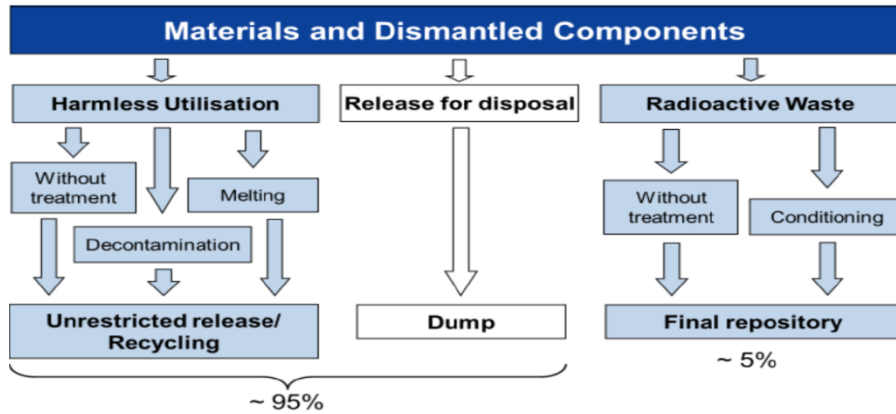 Materials and Dismantled Components
Harmless Utilisation
Release for disposal
Radioactive Waste
Without
treatment
Melting
Decontamination
Without
treatment
Conditioning
Unrestricted release/
Recycling
Dump
Final repository
~ 95%
~ 5%